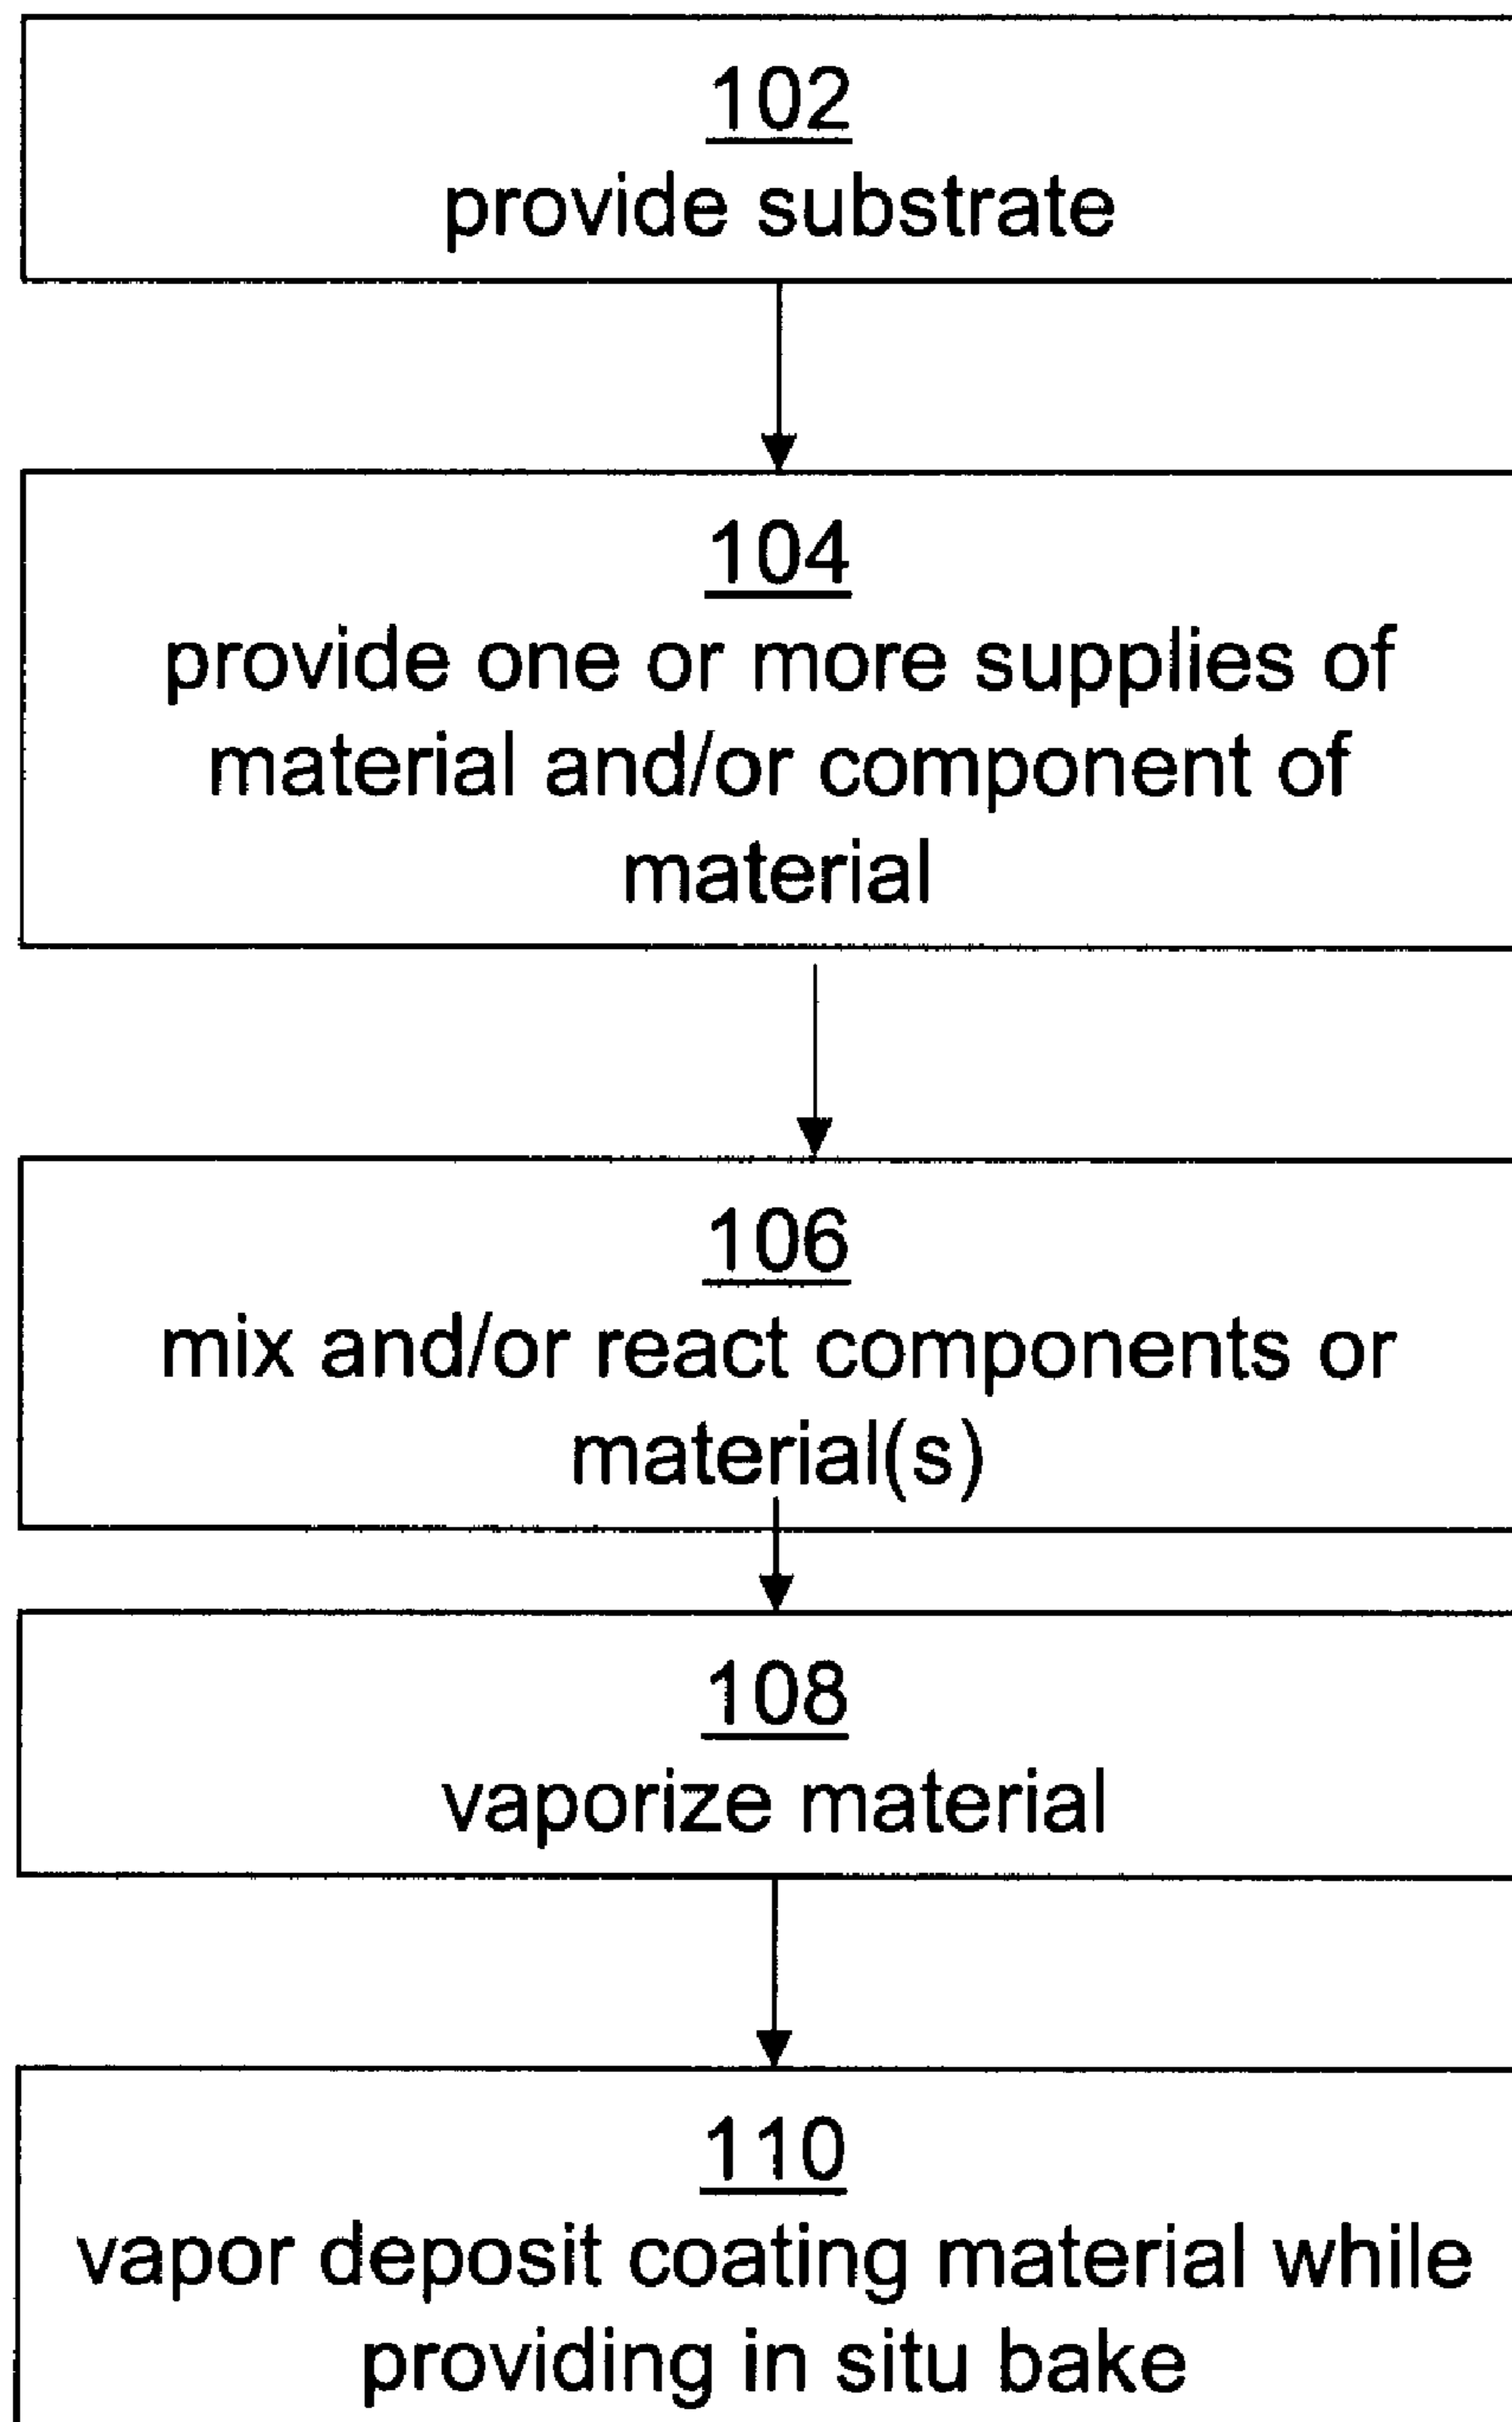 102
provide substrate
104
provide one or more supplies of
material and/or component of
material
106
mix and/or react components or
material(s)
108
vaporize material
110
vapor deposit coating material while
providing in situ bake